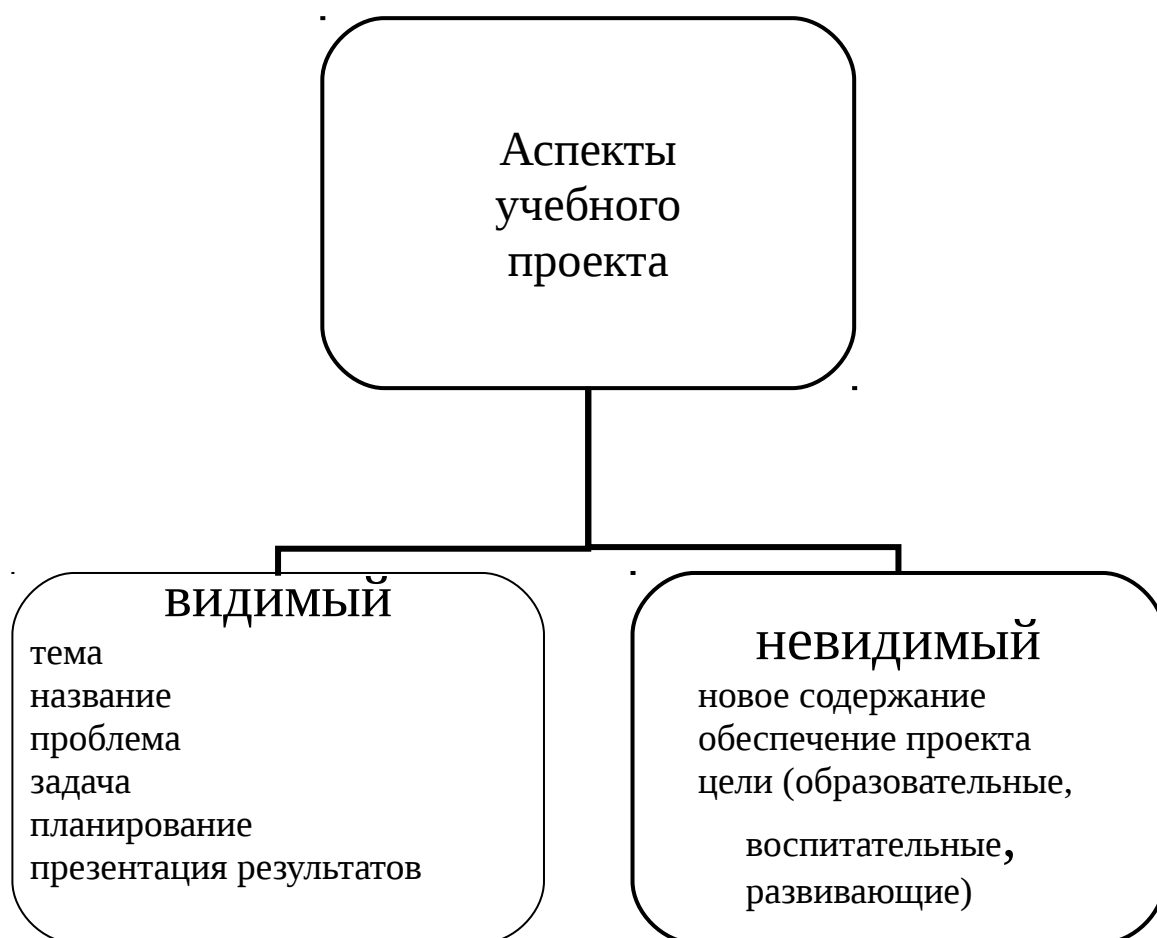 Аспекты
учебного
проекта
видимый
тема
название
проблема
задача
планирование
презентация результатов
невидимый
новое содержание
обеспечение проекта
цели (образовательные,
воспитательные,
развивающие)